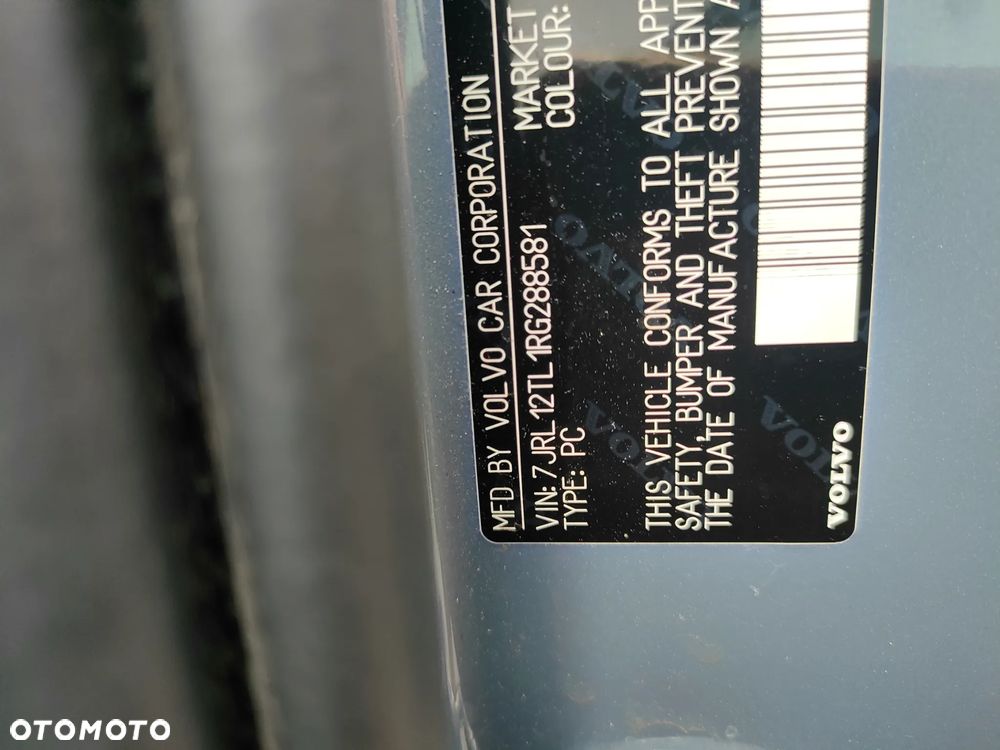 MFD BY VOLVO CAR CORPORATION
VIN: 7JRL12TL1RG288581 MARKET
TYPE: PC COLOUR:
THIS VEHICLE CONFORMS TO ALL APP
SAFETY, BUMPER AND THEFT PREVENT
THE DATE OF MANUFACTURE SHOWN A
VOLVO
OTOMOTO